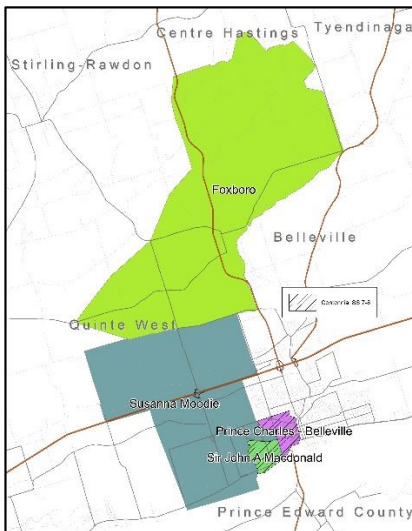 Centre Hastings
Tyendinaga
Stirling-Rawdon
Foxboro
Belleville
Quinte West
Susanna Moodie
Prince Charles - Belleville
Sir John A Macdonald
Prince Edward County